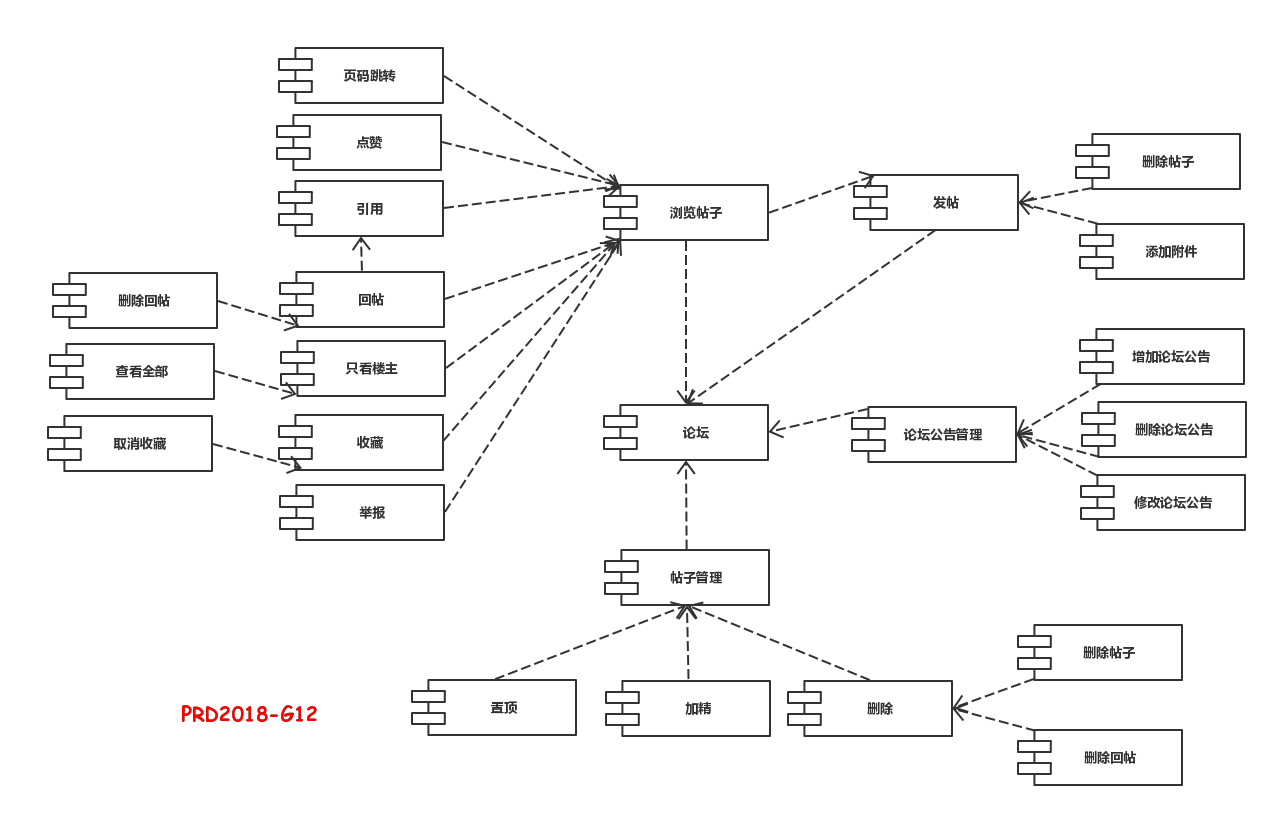 页码跳转
点赞
引用
浏览帖子
发帖
删除帖子
添加附件
删除回帖
回帖
查看全部
只看楼主
取消收藏
收藏
举报
论坛
论坛公告管理
增加论坛公告
删除论坛公告
修改论坛公告
帖子管理
置顶
加精
删除
删除帖子
删除回帖
PRD2018-G12